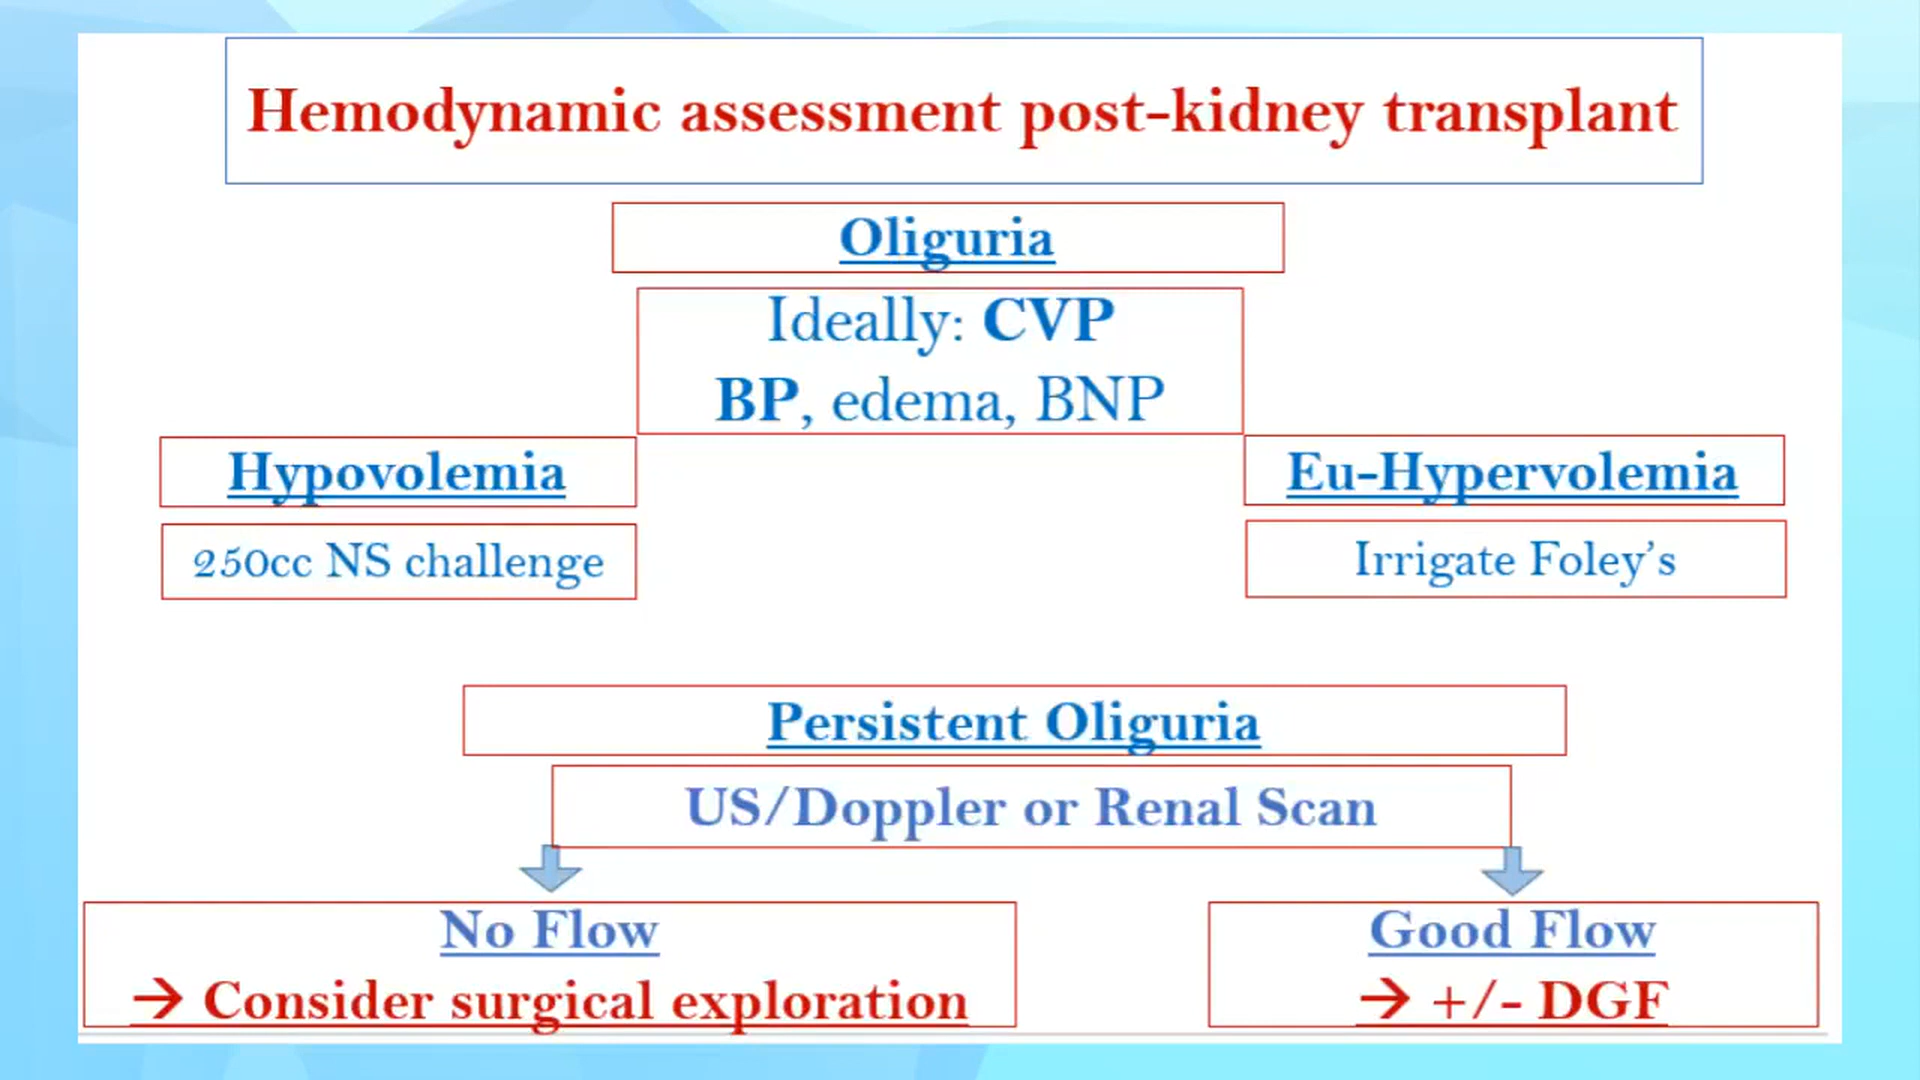 Hemodynamic assessment post-kidney transplant
Oliguria
Ideally: CVP
BP, edema, BNP
Hypovolemia
Eu-Hypervolemia
250cc NS challenge
Irrigate Foley’s
Persistent Oliguria
US/Doppler or Renal Scan
No Flow
→ Consider surgical exploration
Good Flow
→ +/- DGF